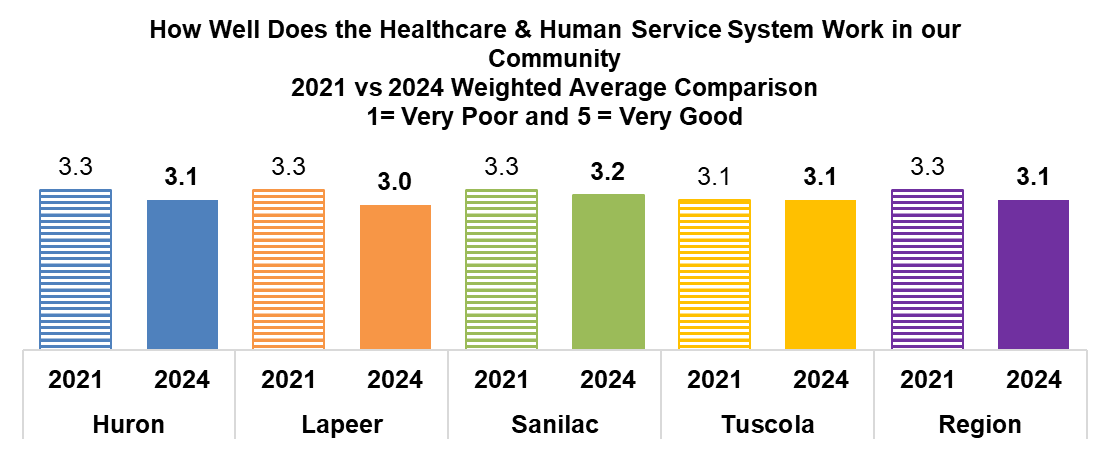 How Well Does the Healthcare & Human Service System Work in our
Community
2021 vs 2024 Weighted Average Comparison
1= Very Poor and 5 = Very Good
3.3 3.1 3.3 3.0 3.3 3.2 3.1 3.1 3.3 3.1
2021 2024 2021 2024 2021 2024 2021 2024 2021 2024
Huron Lapeer Sanilac Tuscola Region